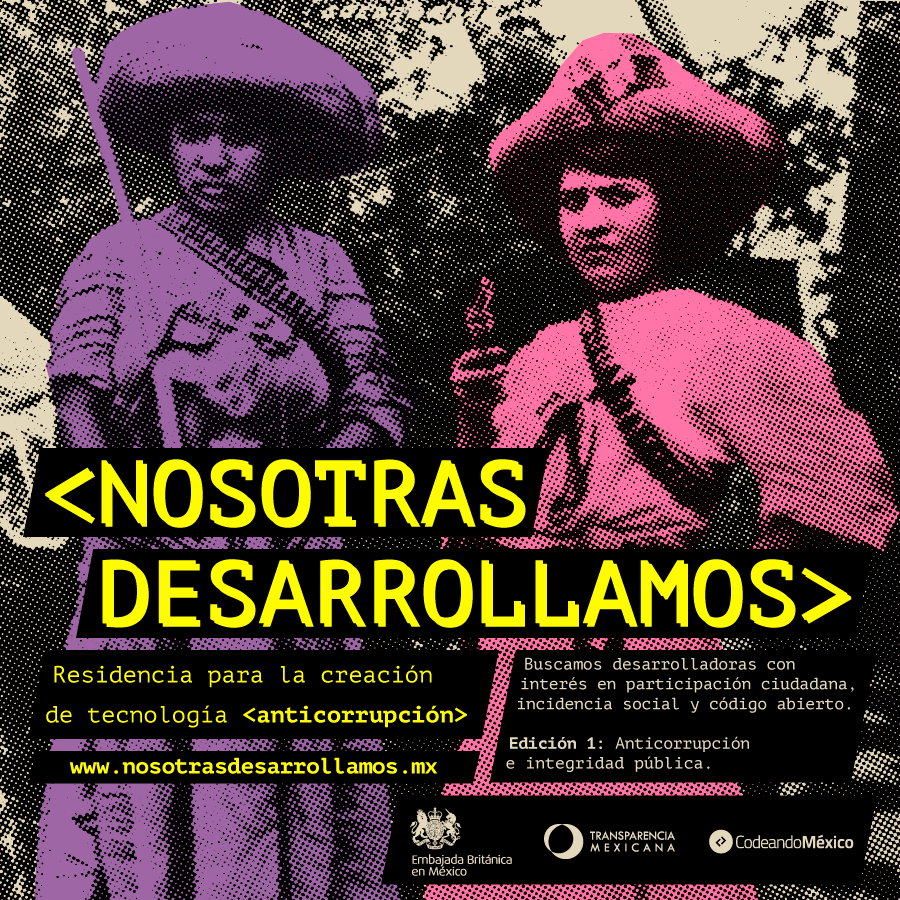 <NOSOTRAS
DESARROLLAMOS>
Residencia para la creación
de tecnología <anticorrupción>
www.nosotrasdesarrollamos.mx
Buscamos desarrolladoras con
interés en participación ciudadana,
incidencia social y código abierto.
Edición 1: Anticorrupción
e integridad pública.
Embajada Británica
en México
TRANSPARENCIA
MEXICANA
CodeandoMéxico